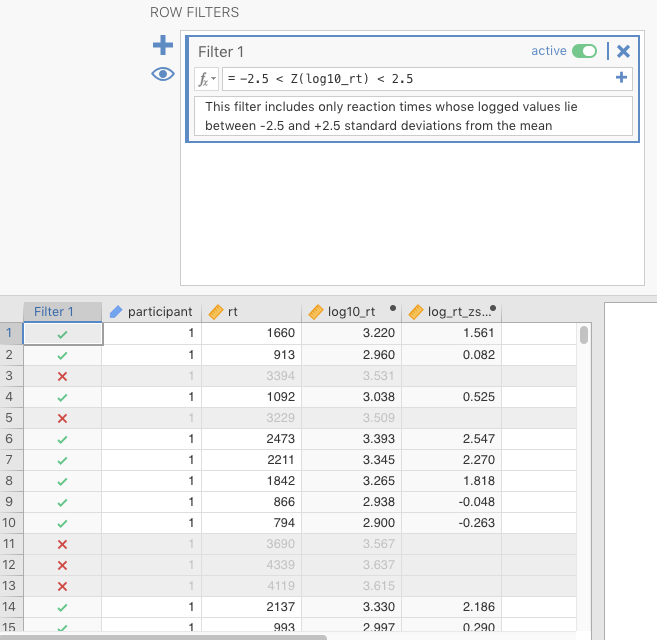 ROW FILTERS
Filter 1 active
fx = −2.5 < Z(log10_rt) < 2.5
This filter includes only reaction times whose logged values lie
between -2.5 and +2.5 standard deviations from the mean
Filter 1 participant rt log10_rt log_rt_zs...
1 1 1660 3.220 1.561
2 1 913 2.960 0.082
3 1 3394 3.531
4 1 1092 3.038 0.525
5 1 3229 3.509
6 1 2473 3.393 2.547
7 1 2211 3.345 2.270
8 1 1842 3.265 1.818
9 1 866 2.938 -0.048
10 1 794 2.900 -0.263
11 1 3690 3.567
12 1 4339 3.637
13 1 4119 3.615
14 1 2137 3.330 2.186
15 1 993 2.997 0.290